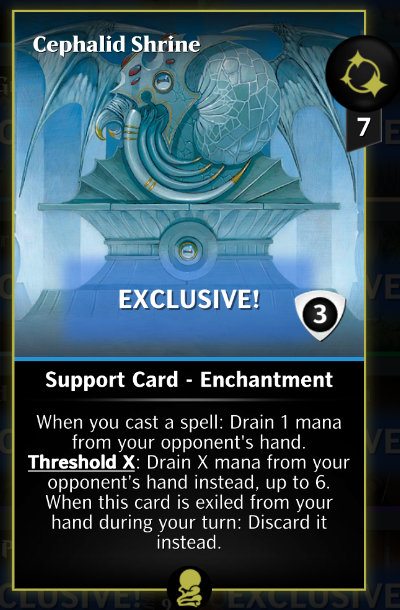 Cephalid Shrine
7
EXCLUSIVE!
3
Support Card - Enchantment
When you cast a spell: Drain 1 mana
from your opponent's hand.
Threshold X: Drain X mana from your
opponent's hand instead, up to 6.
When this card is exiled from your
hand during your turn: Discard it
instead.